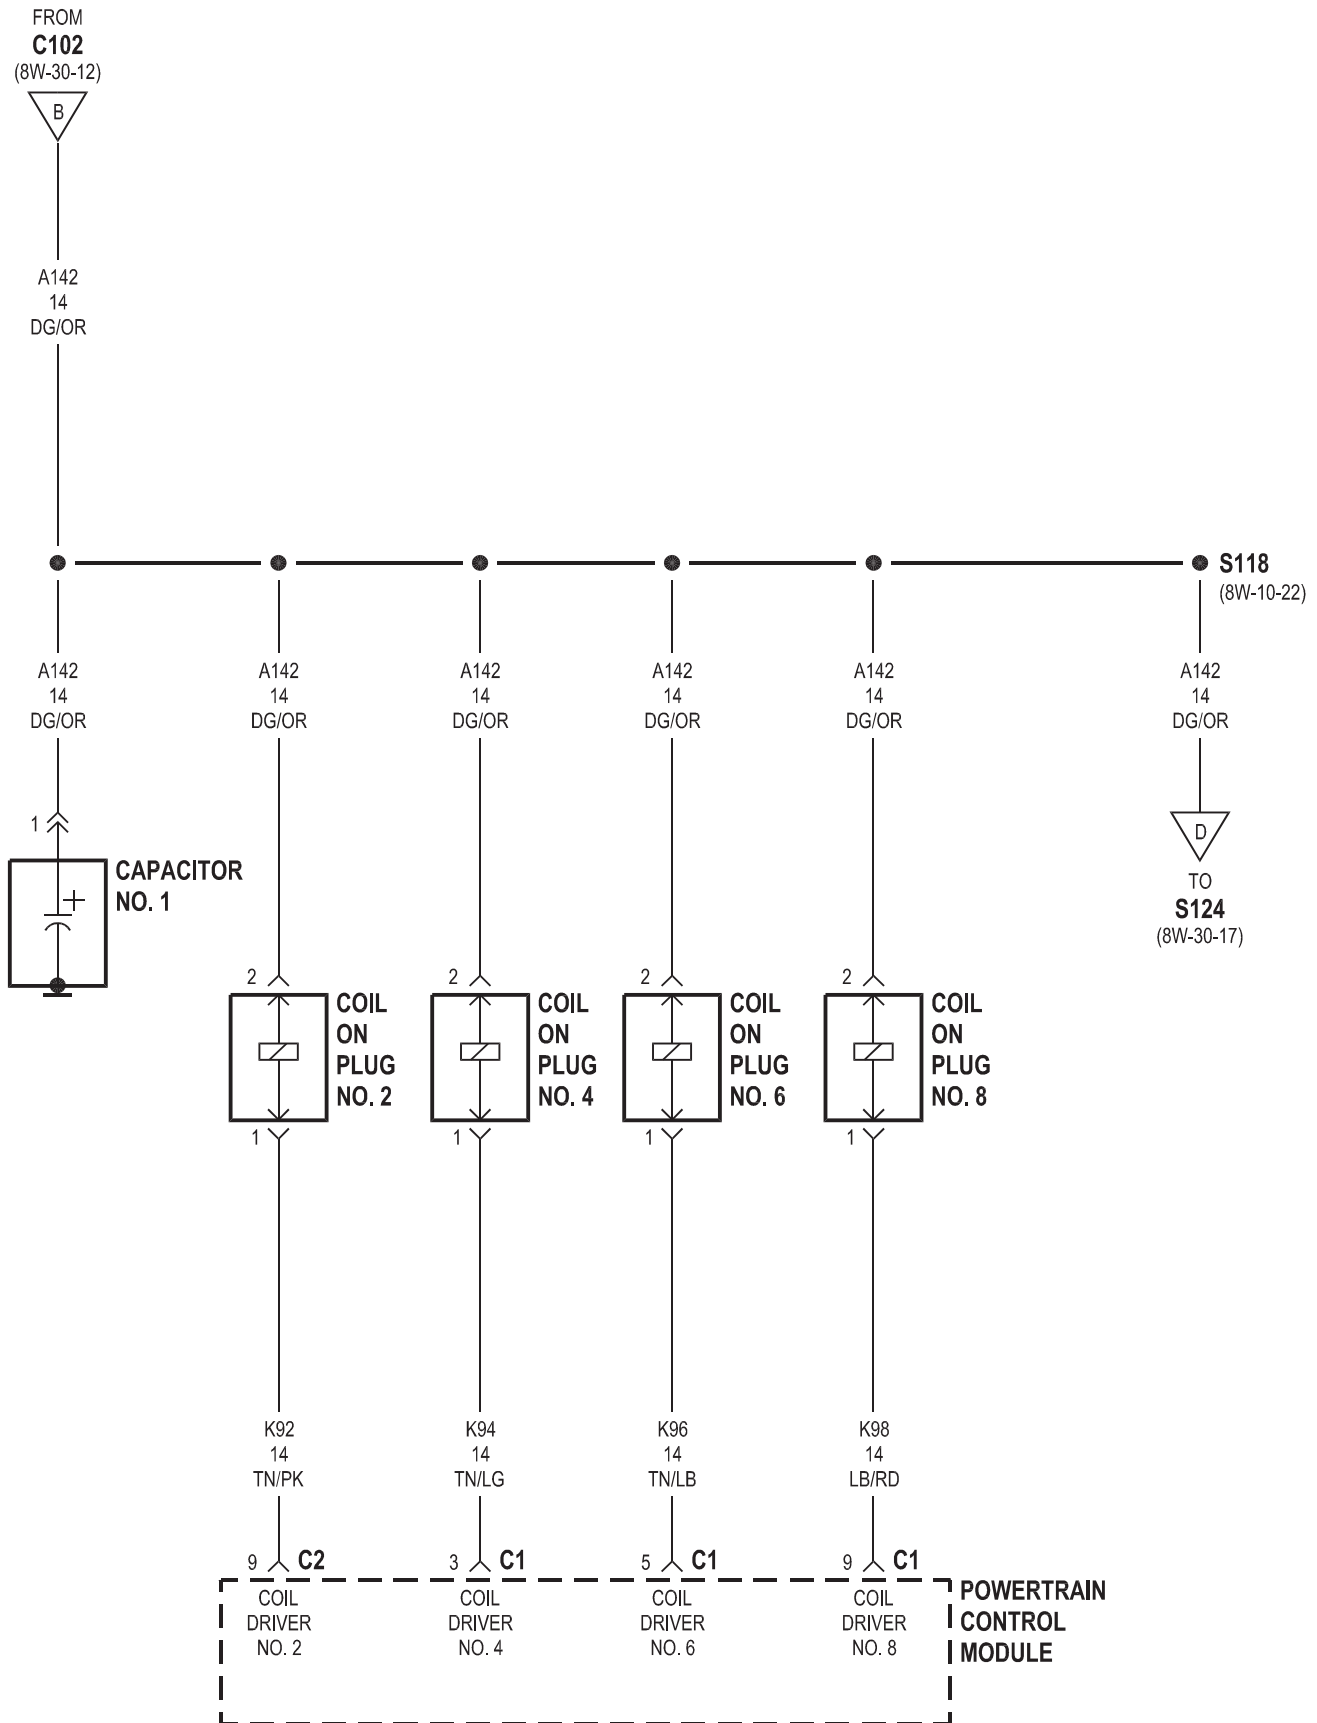 FROM
C102
(8W-30-12)
B
A142
14
DG/OR
S118
(8W-10-22)
A142
14
DG/OR
A142
14
DG/OR
A142
14
DG/OR
A142
14
DG/OR
A142
14
DG/OR
A142
14
DG/OR
1
CAPACITOR
NO. 1
+
D
TO
S124
(8W-30-17)
2
COIL
ON
PLUG
NO. 2
1
2
COIL
ON
PLUG
NO. 4
1
2
COIL
ON
PLUG
NO. 6
1
2
COIL
ON
PLUG
NO. 8
1
K92
14
TN/PK
K94
14
TN/LG
K96
14
TN/LB
K98
14
LB/RD
9 C2
3 C1
5 C1
9 C1
COIL
DRIVER
NO. 2
COIL
DRIVER
NO. 4
COIL
DRIVER
NO. 6
COIL
DRIVER
NO. 8
POWERTRAIN
CONTROL
MODULE